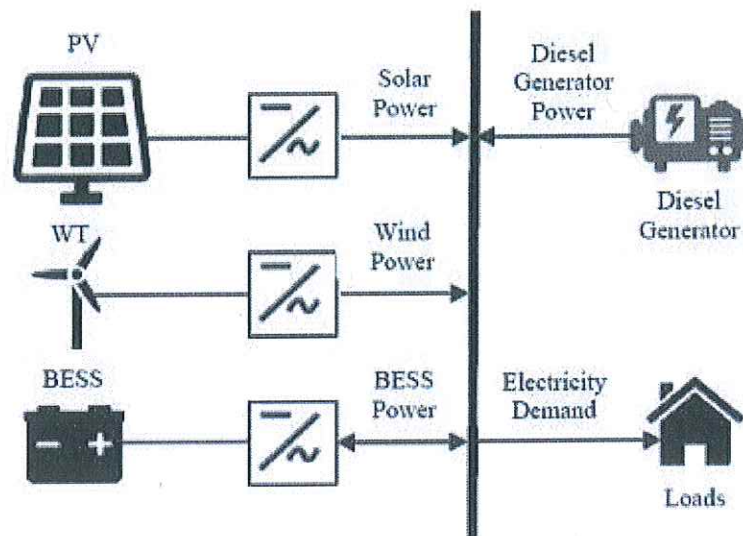 PV
Solar
Power
Diesel
Generator
Power
Diesel
Generator
WT
Wind
Power
BESS
BESS
Power
Electricity
Demand
Loads